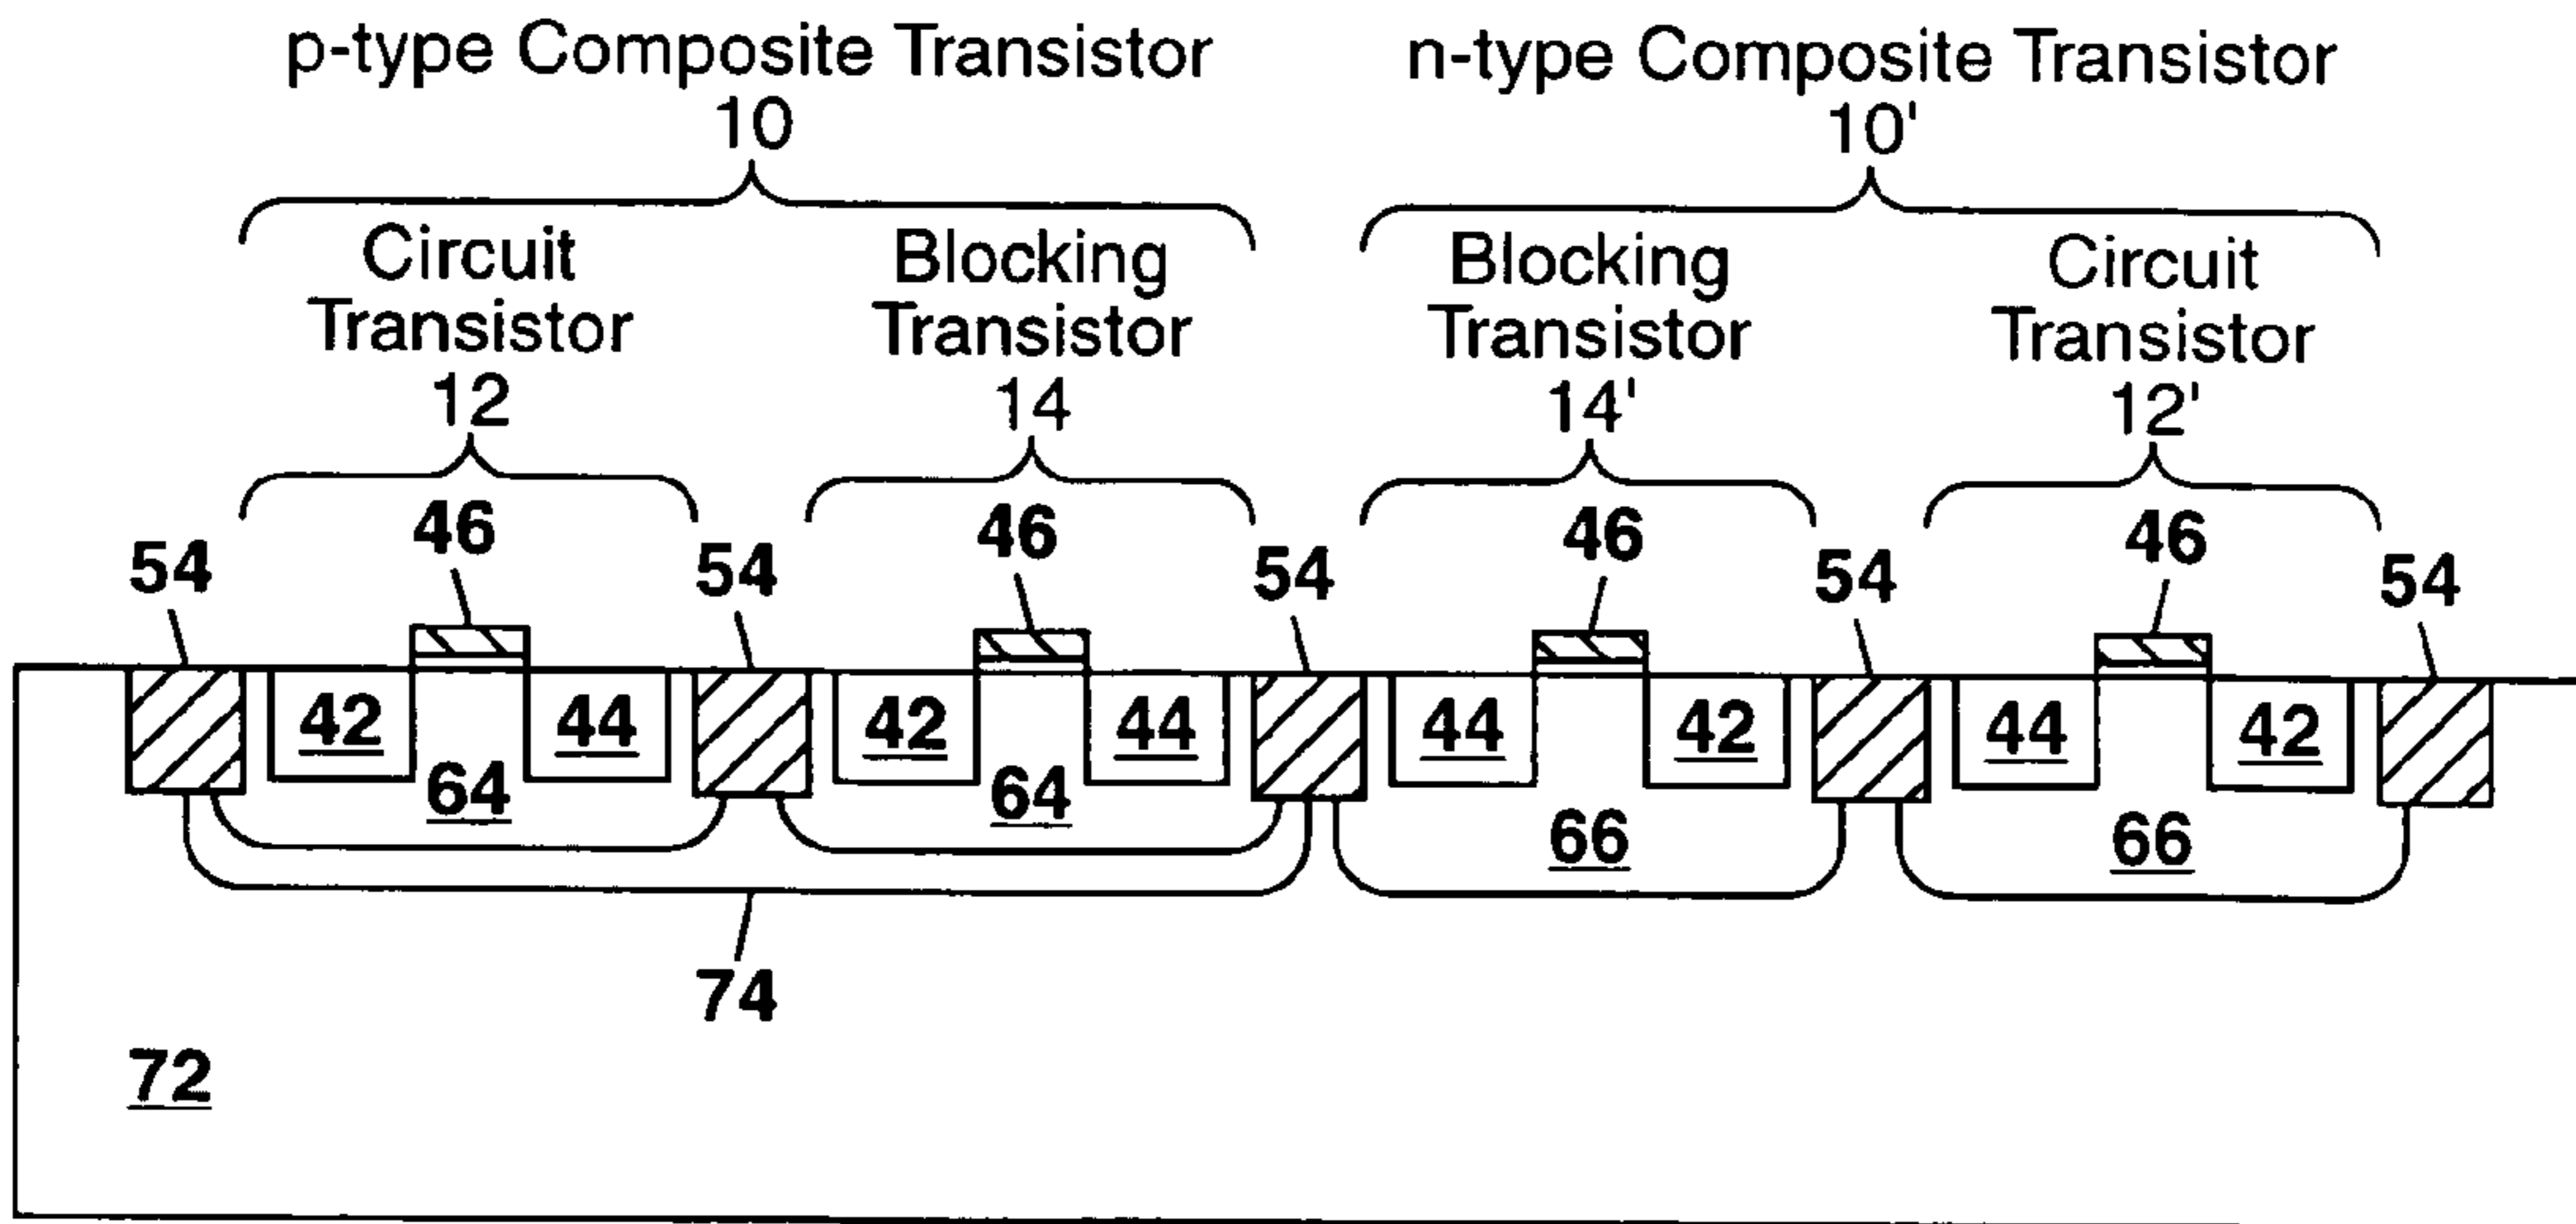 p-type Composite Transistor
10
n-type Composite Transistor
10'
Circuit
Transistor
12
Blocking
Transistor
14
Blocking
Transistor
14'
Circuit
Transistor
12'
54
46
54
46
54
46
54
46
54
42
44
42
44
44
42
44
42
64
64
66
66
74
72